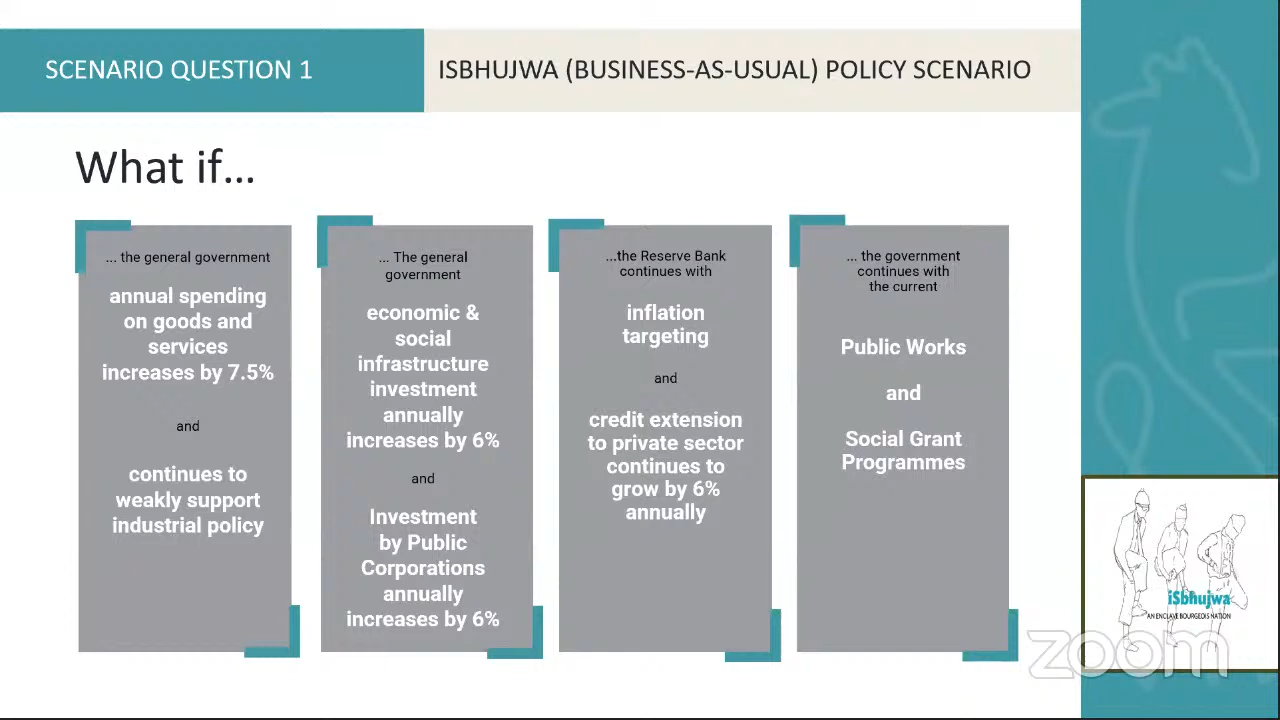 SCENARIO QUESTION 1
ISBHUJWA (BUSINESS-AS-USUAL) POLICY SCENARIO
What if...
... the general government
annual spending
on goods and
services
increases by 7.5%
and
continues to
weakly support
industrial policy
... The general
government
economic &
social
infrastructure
investment
annually
increases by 6%
and
Investment
by Public
Corporations
annually
increases by 6%
...the Reserve Bank
continues with
inflation
targeting
and
credit extension
to private sector
continues to
grow by 6%
annually
... the government
continues with
the current
Public Works
and
Social Grant
Programmes
iSbhujwa
AN ENCLAVE BOURGEOIS NATION
zoom